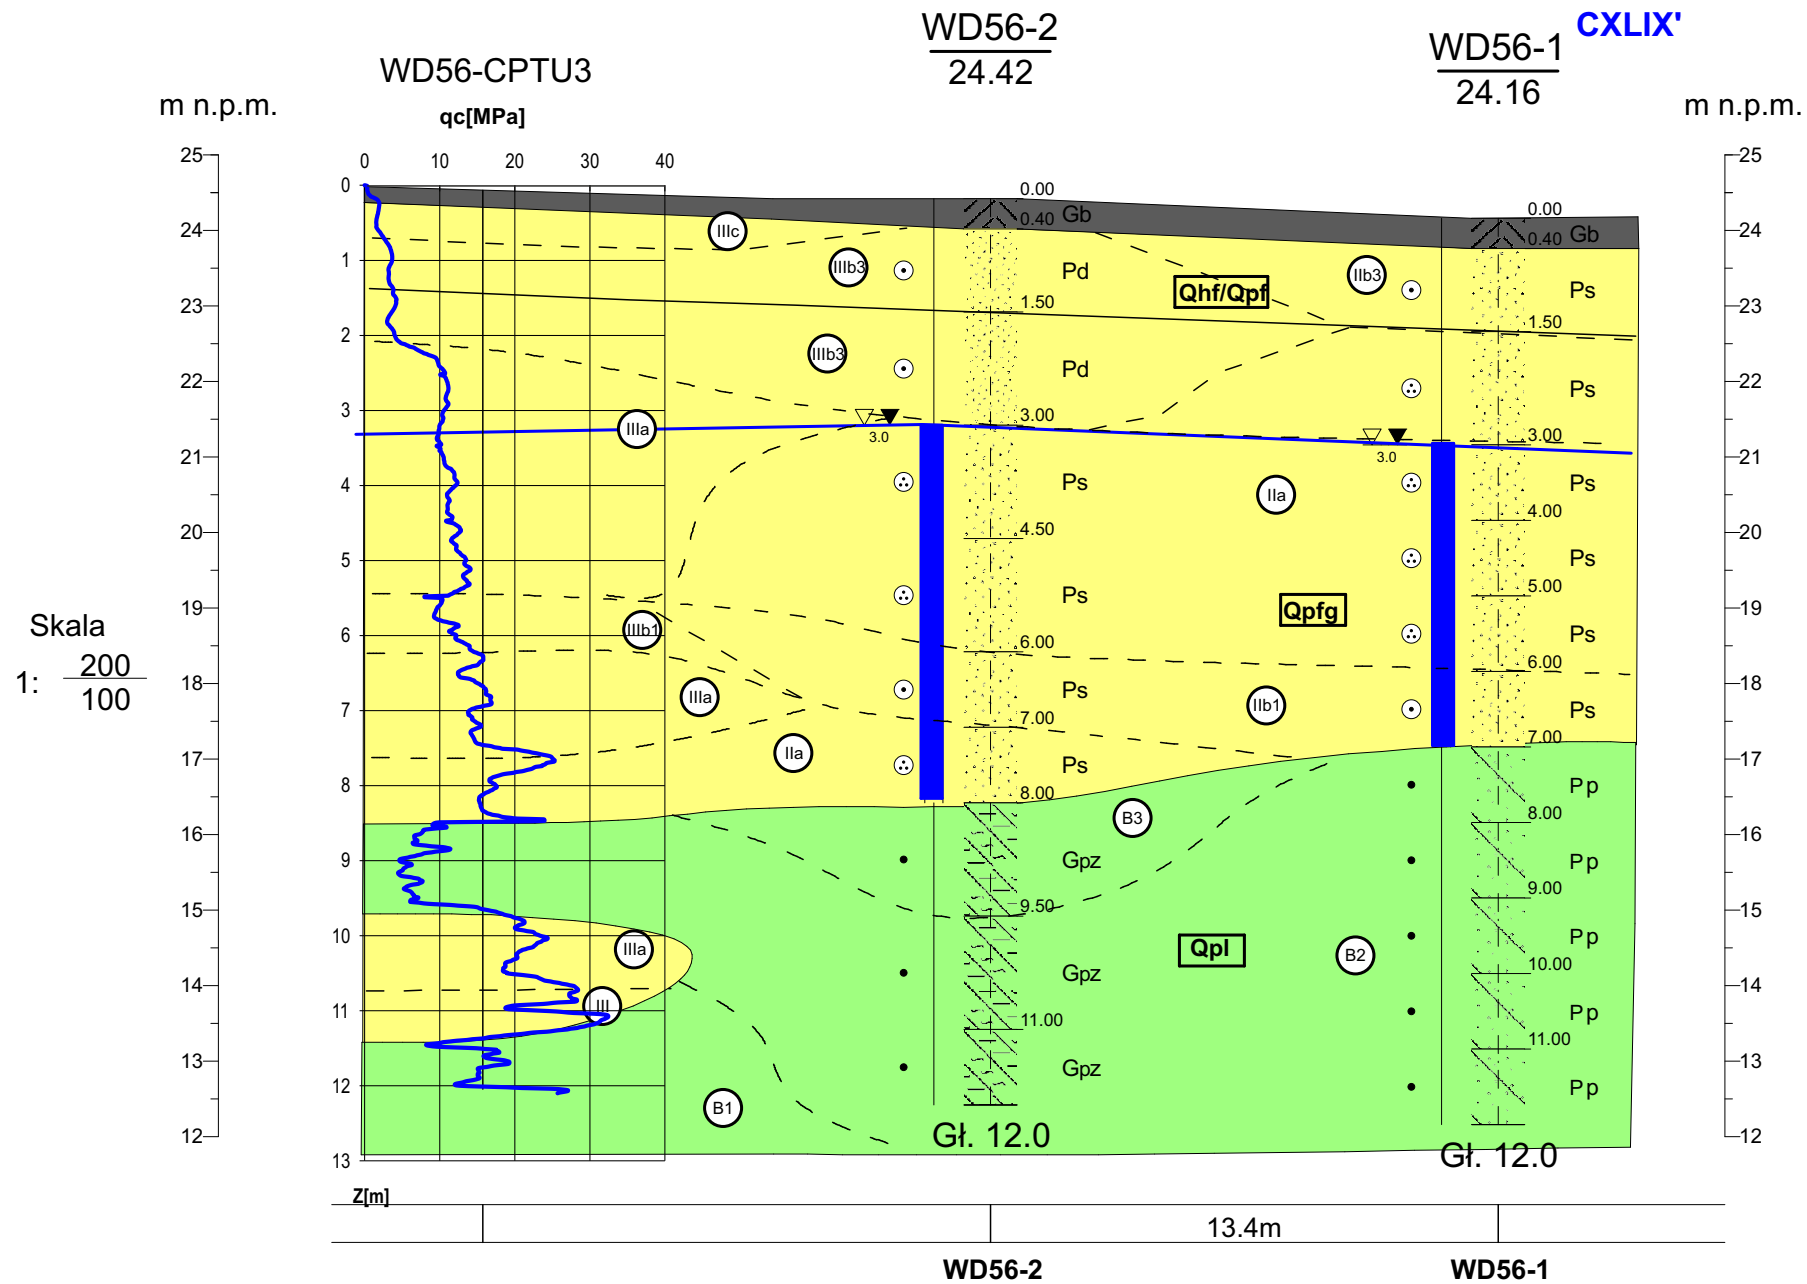 CXLIX'
WD56-2
24.42
WD56-1
24.16
WD56-CPTU3
m n.p.m.
m n.p.m.
qc[MPa]
0 10 20 30 40
25
24
23
22
21
20
19
18
17
16
15
14
13
12
0
1
2
3
4
5
6
7
8
9
10
11
12
13
Z[m]
Skala
1: 200
100
IIIc
IIIb3
IIIb3
IIIa
IIIb1
IIIa
IIa
IIIa
III
B1
0.00
0.40 Gb
Pd
1.50
Pd
3.00
3.0
Ps
4.50
Ps
6.00
Ps
7.00
Ps
8.00
Gpz
9.50
Gpz
11.00
Gpz
Gł. 12.0
Qhf/Qpf
IIb3
IIa
Qpfg
IIb1
B3
Qpl
B2
0.00
0.40 Gb
Ps
1.50
Ps
3.00
3.0
Ps
4.00
Ps
5.00
Ps
6.00
Ps
7.00
Pp
8.00
Pp
9.00
Pp
10.00
Pp
11.00
Pp
Gł. 12.0
25
24
23
22
21
20
19
18
17
16
15
14
13
12
13.4m
WD56-2
WD56-1